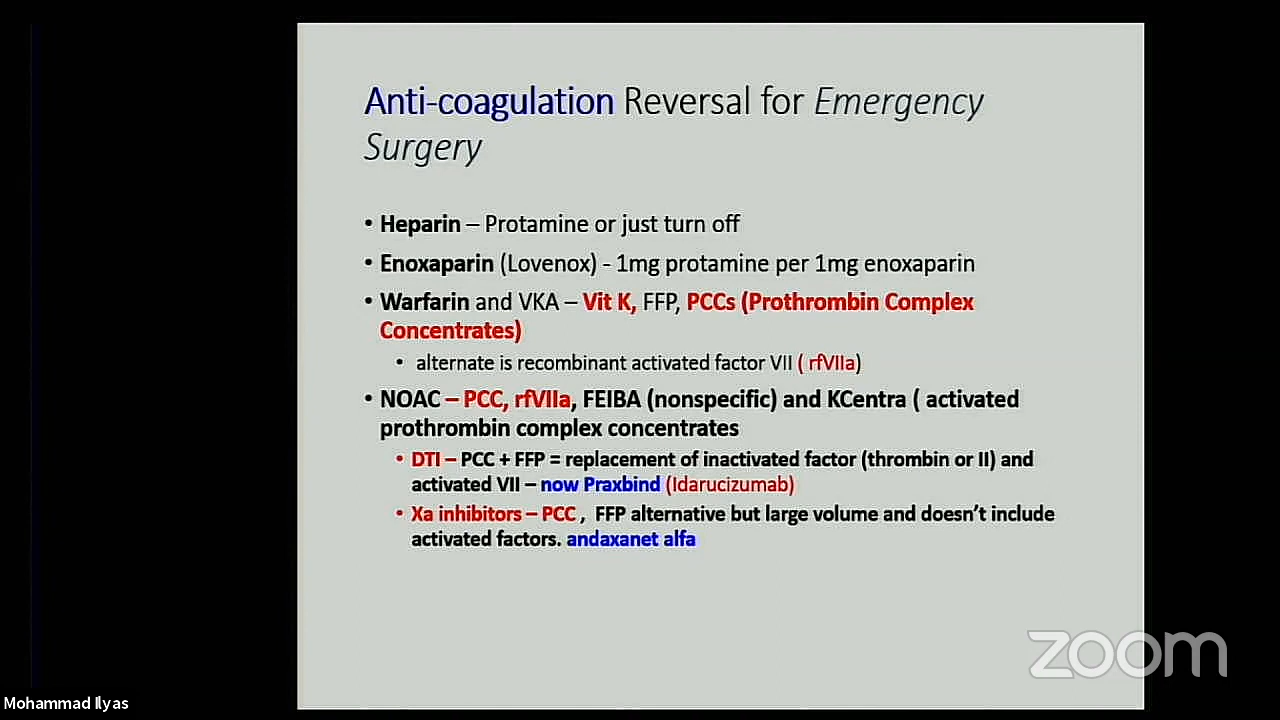 Anti-coagulation Reversal for Emergency
Surgery
• Heparin – Protamine or just turn off
• Enoxaparin (Lovenox) - 1mg protamine per 1mg enoxaparin
• Warfarin and VKA – Vit K, FFP, PCCs (Prothrombin Complex
Concentrates)
• alternate is recombinant activated factor VII ( rfVIIa)
• NOAC – PCC, rfVIIa, FEIBA (nonspecific) and KCentra ( activated
prothrombin complex concentrates
• DTI – PCC + FFP = replacement of inactivated factor (thrombin or II) and
activated VII – now Praxbind (Idarucizumab)
• Xa inhibitors – PCC , FFP alternative but large volume and doesn't include
activated factors. andaxanet alfa
zoom
Mohammad Ilyas